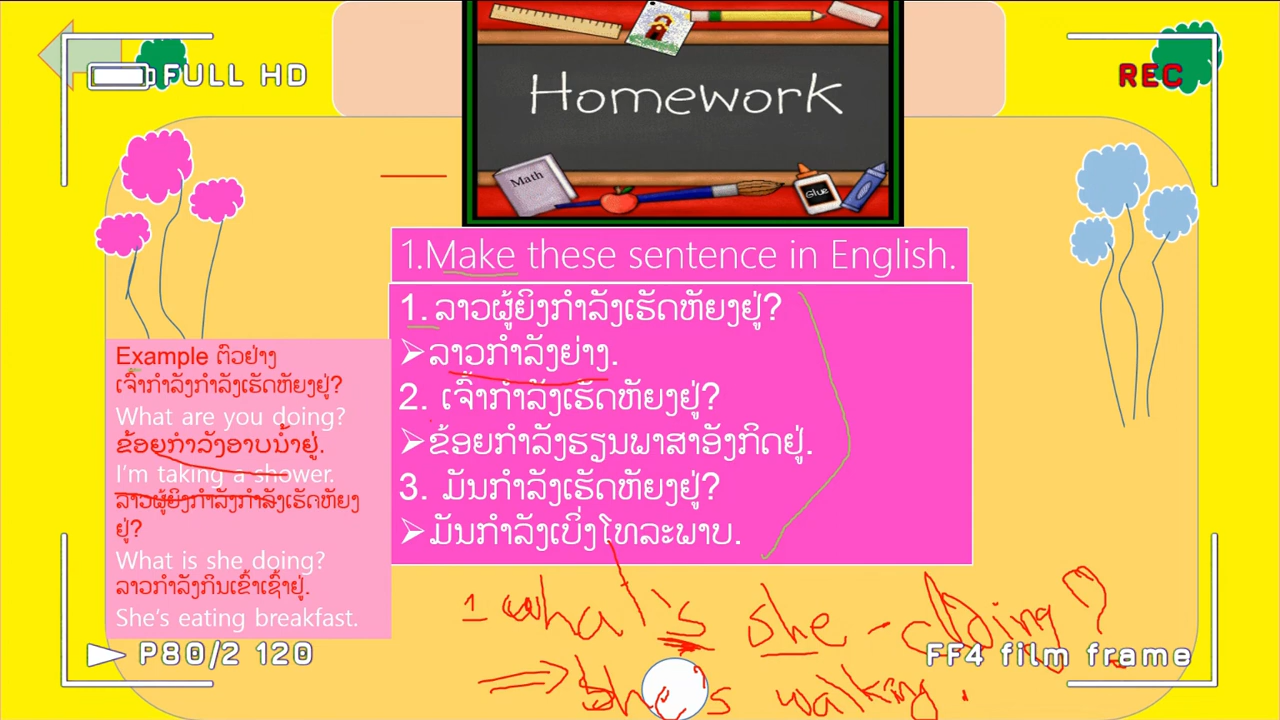 FULL HD
REC
Homework
Math
Glue
1.Make these sentence in English.
1. ລາວຜູ້ຍິງກຳລັງເຮັດຫັຍງຢູ່?
➢ລາວກຳລັງຍ່າງ.
2. ເຈົ້າກຳລັງເຮັດຫັຍງຢູ່?
➢ຂ້ອຍກຳລັງຮຽນພາສາອັງກິດຢູ່.
3. ມັນກຳລັງເຮັດຫັຍງຢູ່?
➢ມັນກຳລັງເບິ່ງໂທລະພາບ.
Example ຕົວຢ່າງ
ເຈົ້າກຳລັງກຳລັງເຮັດຫັຍງຢູ່?
What are you doing?
ຂ້ອຍກຳລັງອາບນ້ຳຢູ່.
I'm taking a shower.
ລາວຜູ້ຍິງກຳລັງກຳລັງເຮັດຫັຍງ
ຢູ່?
What is she doing?
ລາວກຳລັງກິນເຂົ້າເຊົ້າຢູ່.
She's eating breakfast.
1 what's she doing?
⇒ she's walking.
P80/2 120
FF4 film frame